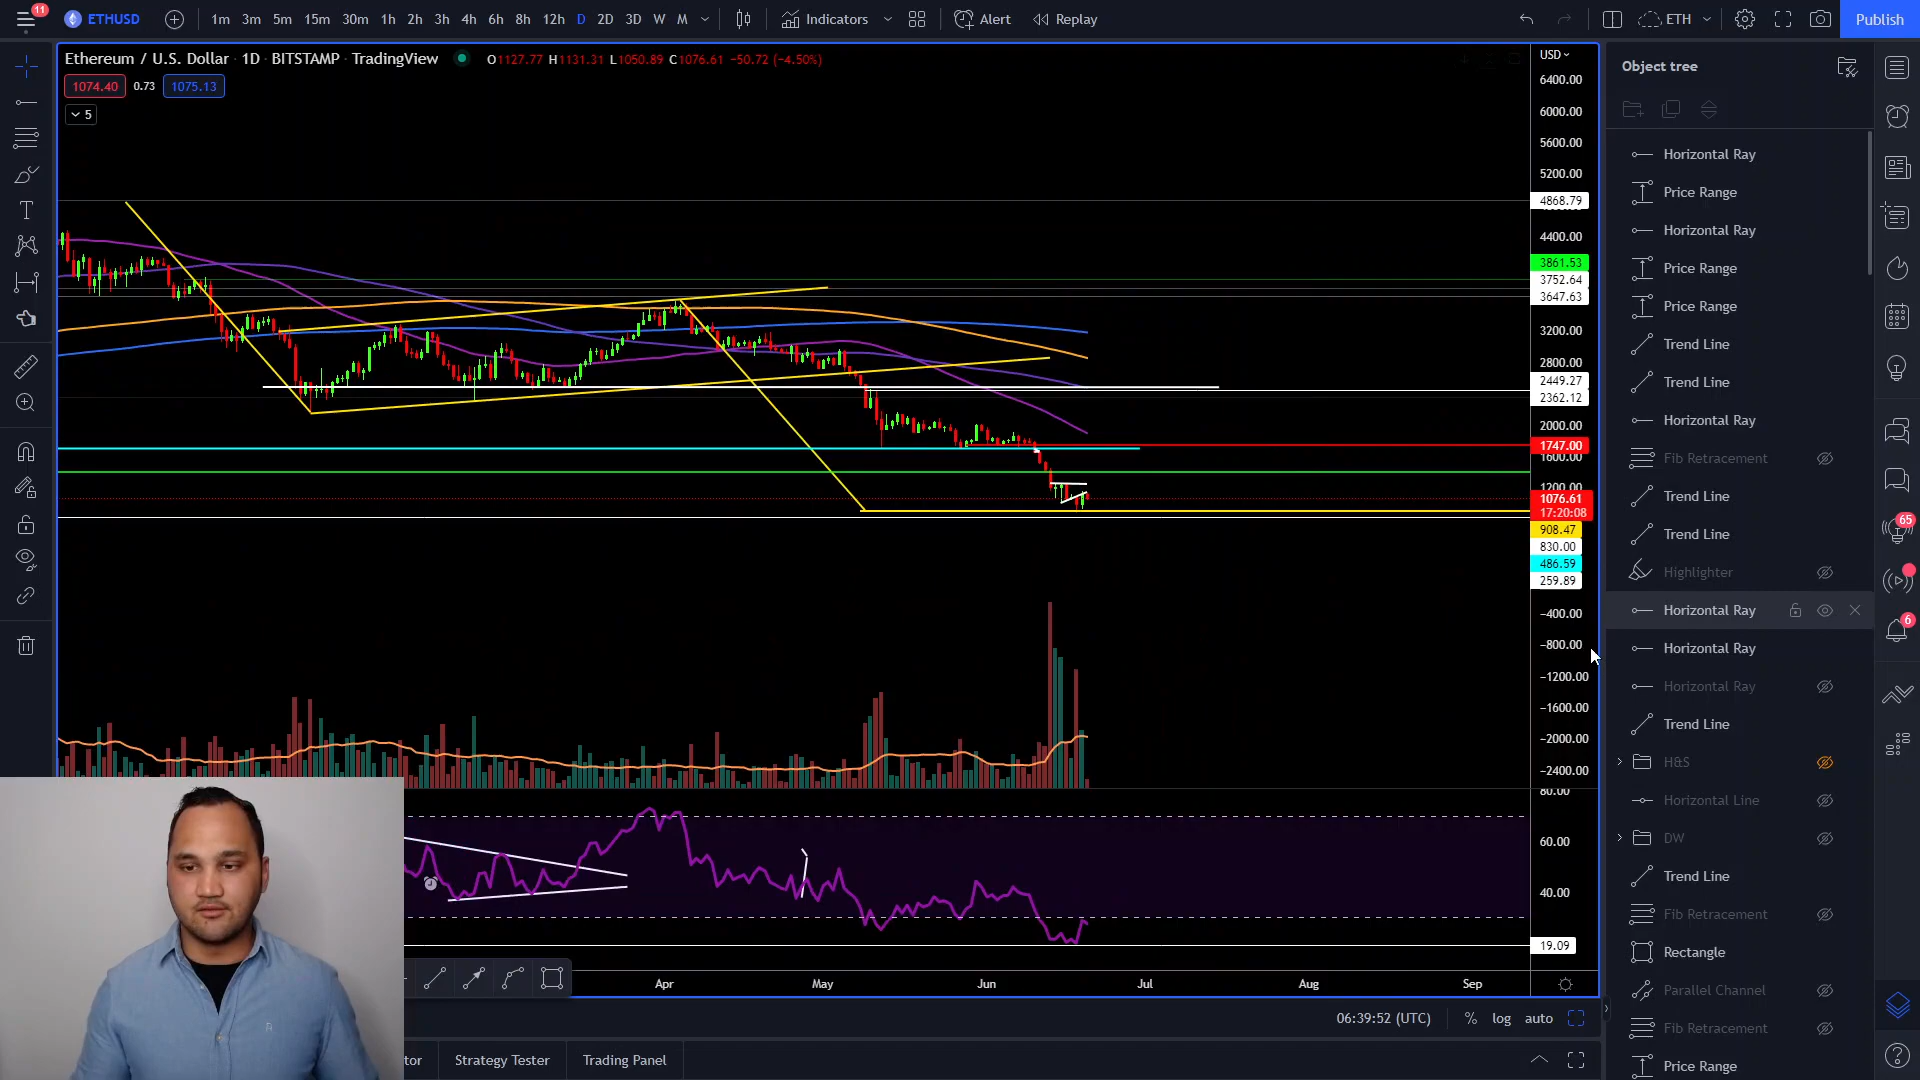 11
ETHUSD
1m 3m 5m 15m 30m 1h 2h 3h 4h 6h 8h 12h D 2D 3D W M
Indicators
Alert
Replay
ETH
Publish
Ethereum / U.S. Dollar · 1D · BITSTAMP · TradingView
O1127.77 H1131.31 L1050.89 C1076.61 −50.72 (−4.50%)
1074.40 0.73 1075.13
5
USD
6400.00
6000.00
5600.00
5200.00
4868.79
4400.00
3861.53
3752.64
3647.63
3200.00
2800.00
2449.27
2362.12
2000.00
1747.00
1600.00
1200.00
1076.61
17:20:08
908.47
830.00
486.59
259.89
−400.00
−800.00
−1200.00
−1600.00
−2000.00
−2400.00
80.00
60.00
40.00
19.09
Apr May Jun Jul Aug Sep
06:39:52 (UTC)
% log auto
tor
Strategy Tester
Trading Panel
Object tree
Horizontal Ray
Price Range
Horizontal Ray
Price Range
Price Range
Trend Line
Trend Line
Horizontal Ray
Fib Retracement
Trend Line
Trend Line
Highlighter
Horizontal Ray
Horizontal Ray
Horizontal Ray
Trend Line
H&S
Horizontal Line
DW
Trend Line
Fib Retracement
Rectangle
Parallel Channel
Fib Retracement
Price Range
65
6